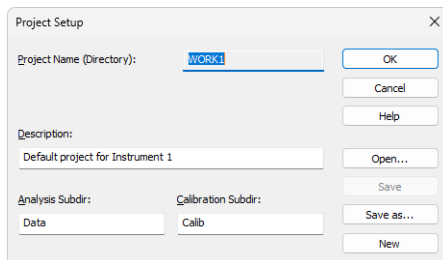 Project Setup
Project Name (Directory):
WORK1
OK
Cancel
Help
Description:
Default project for Instrument 1
Open...
Save
Analysis Subdir:
Calibration Subdir:
Save as...
Data
Calib
New